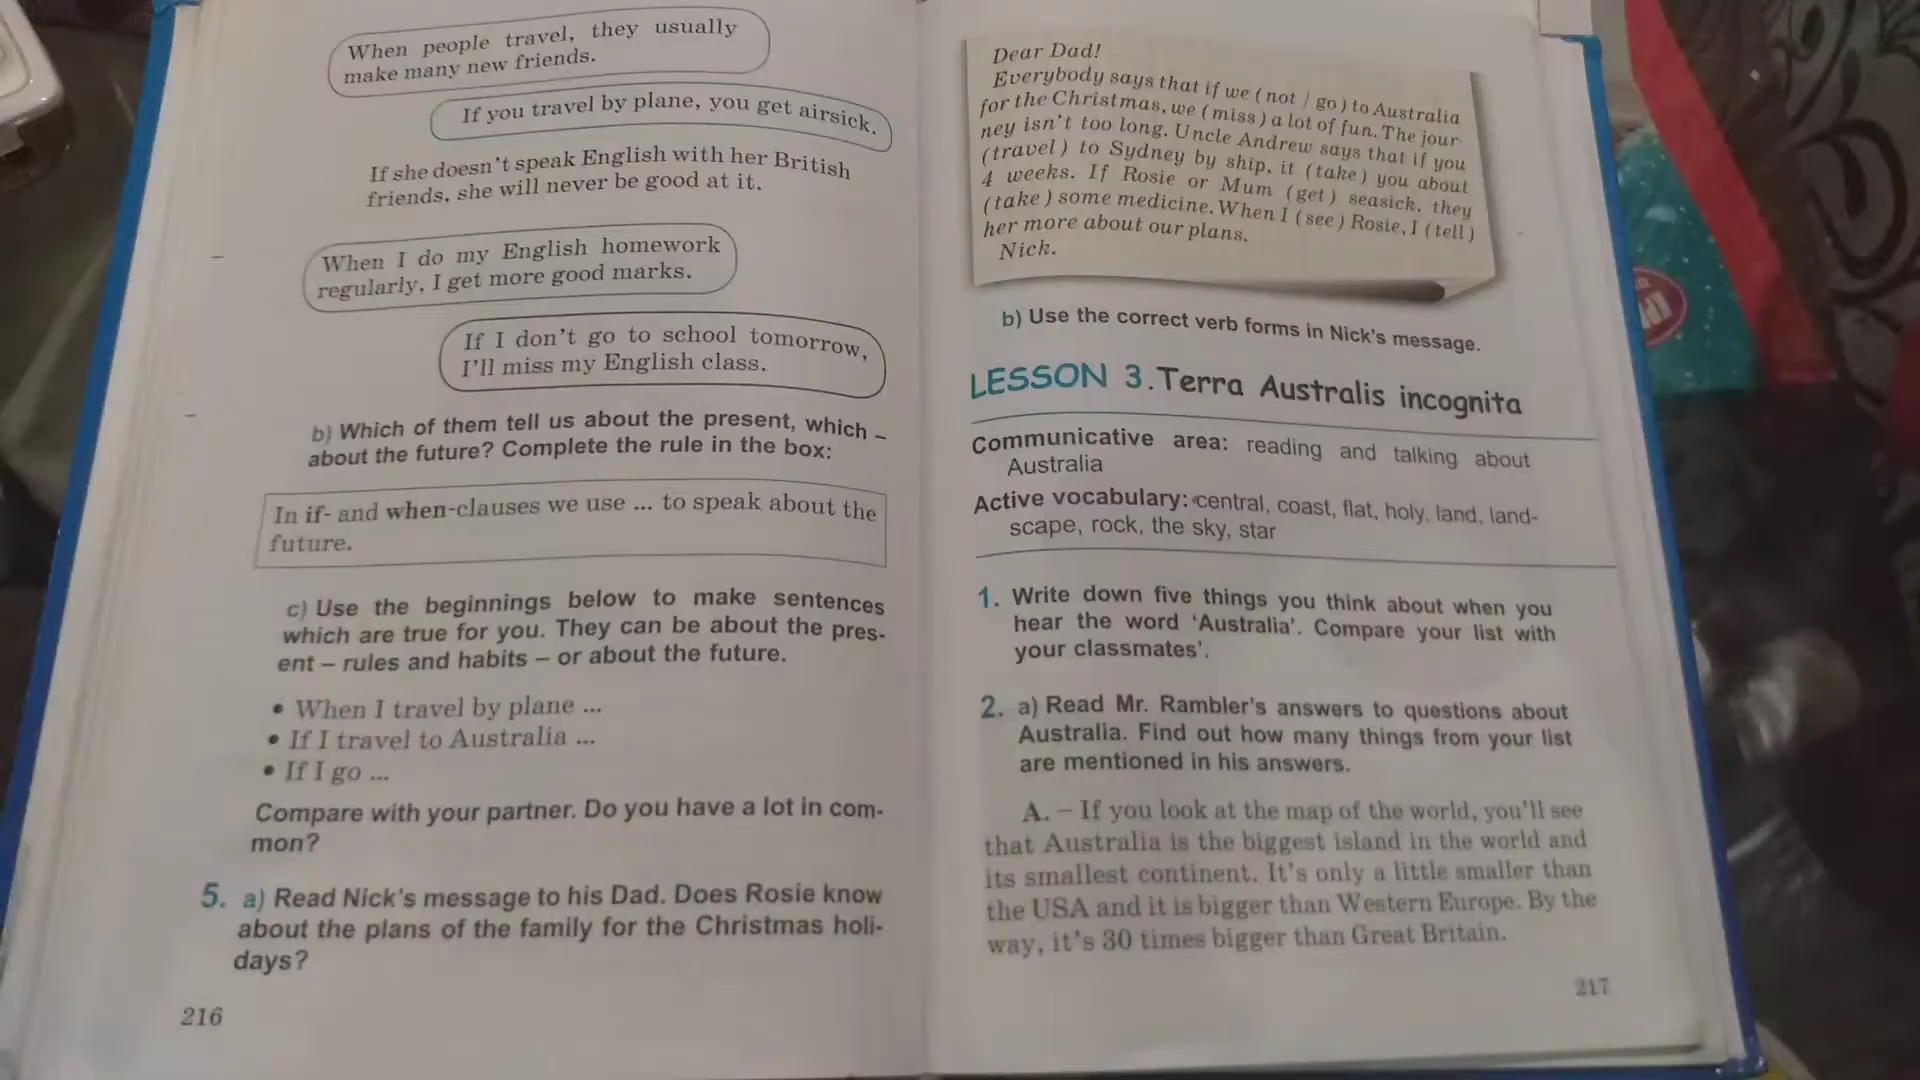 When people travel, they usually
make many new friends.
If you travel by plane, you get airsick.
If she doesn't speak English with her British
friends, she will never be good at it.
When I do my English homework
regularly, I get more good marks.
If I don't go to school tomorrow,
I'll miss my English class.
b) Which of them tell us about the present, which –
about the future? Complete the rule in the box:
In if- and when-clauses we use ... to speak about the
future.
c) Use the beginnings below to make sentences
which are true for you. They can be about the pres-
ent – rules and habits – or about the future.
• When I travel by plane ...
• If I travel to Australia ...
• If I go ...
Compare with your partner. Do you have a lot in com-
mon?
5. a) Read Nick's message to his Dad. Does Rosie know
about the plans of the family for the Christmas holi-
days?
216
Dear Dad!
Everybody says that if we (not / go) to Australia
for the Christmas, we (miss) a lot of fun. The jour-
ney isn't too long. Uncle Andrew says that if you
(travel) to Sydney by ship, it (take) you about
4 weeks. If Rosie or Mum (get) seasick, they
(take) some medicine. When I (see) Rosie, I (tell)
her more about our plans.
Nick.
b) Use the correct verb forms in Nick's message.
LESSON 3. Terra Australis incognita
Communicative area: reading and talking about
Australia
Active vocabulary: central, coast, flat, holy, land, land-
scape, rock, the sky, star
1. Write down five things you think about when you
hear the word 'Australia'. Compare your list with
your classmates'.
2. a) Read Mr. Rambler's answers to questions about
Australia. Find out how many things from your list
are mentioned in his answers.
A. – If you look at the map of the world, you'll see
that Australia is the biggest island in the world and
its smallest continent. It's only a little smaller than
the USA and it is bigger than Western Europe. By the
way, it's 30 times bigger than Great Britain.
217